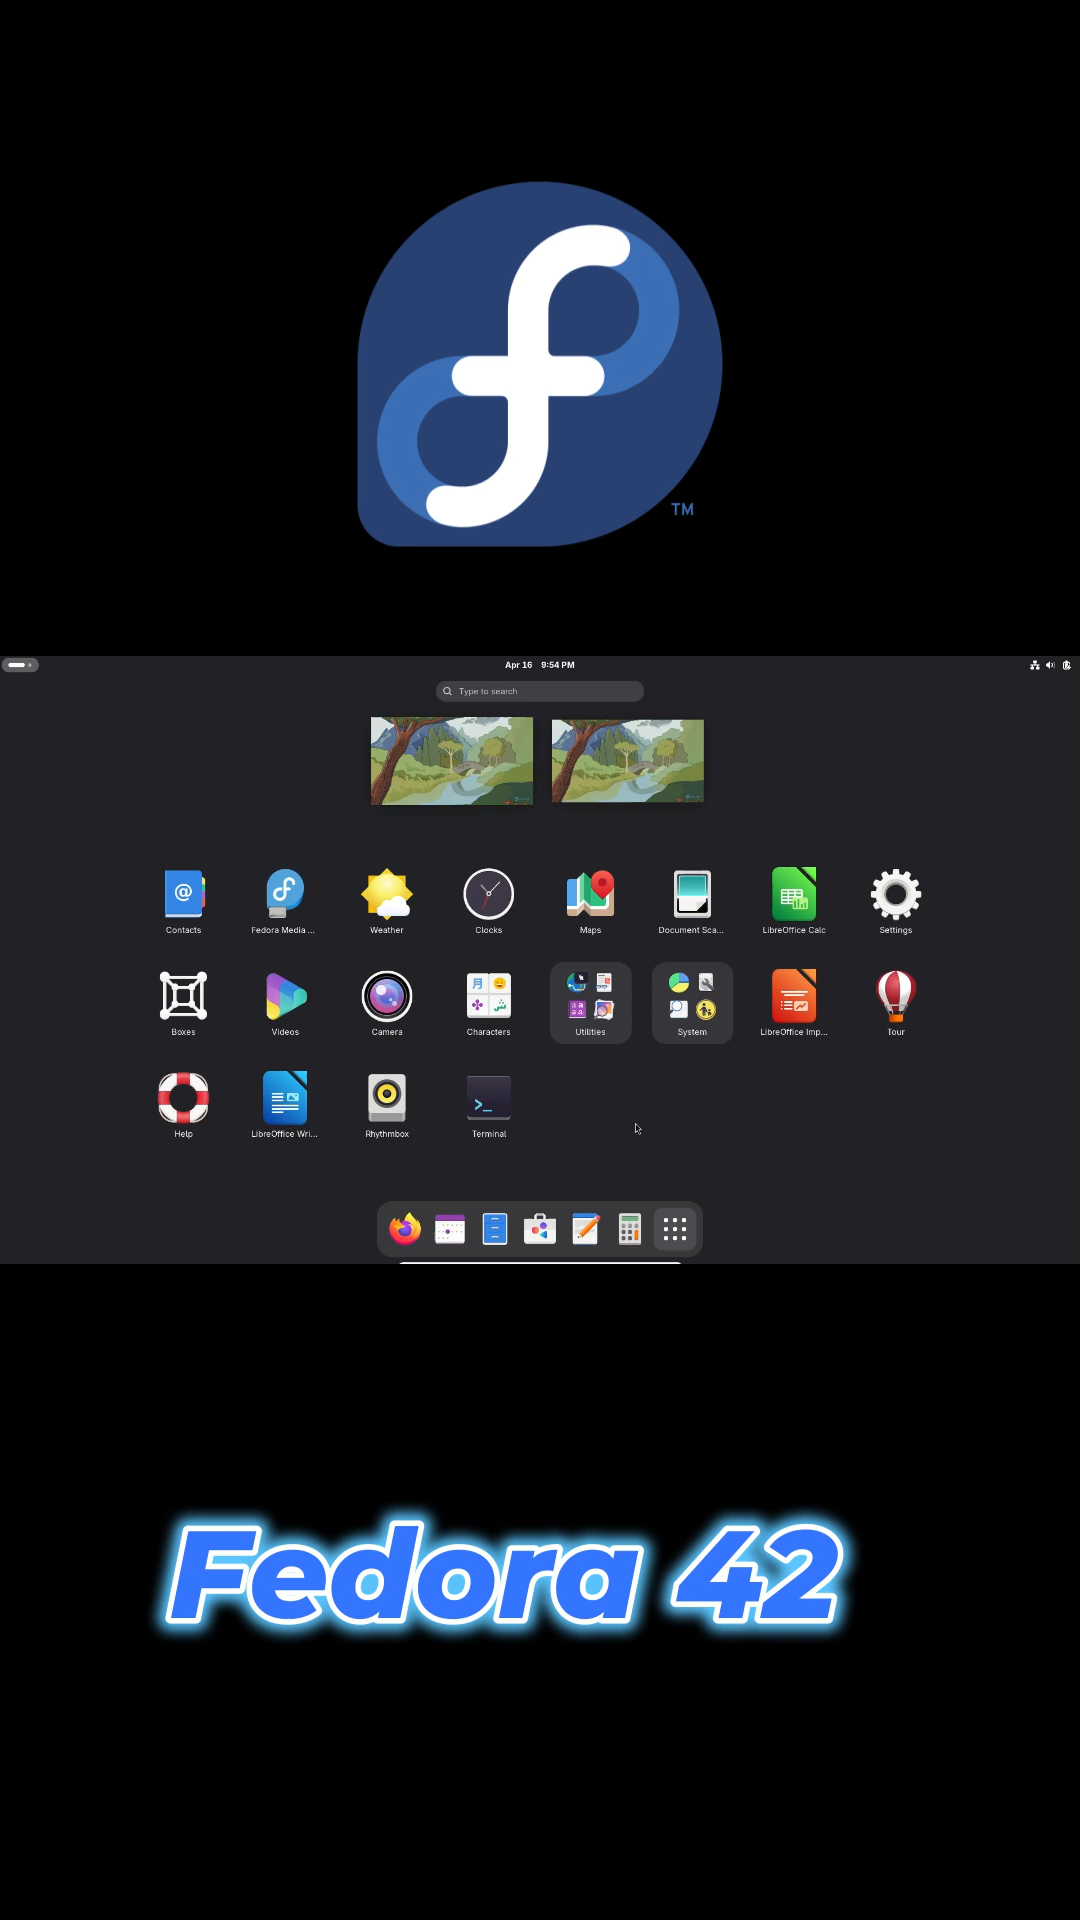 TM
Apr 16 9:54 PM
Type to search
Contacts
Fedora Media ...
Weather
Clocks
Maps
Document Sca...
LibreOffice Calc
Settings
Boxes
Videos
Camera
Characters
Utilities
System
LibreOffice Imp...
Tour
Help
LibreOffice Wri...
Rhythmbox
Terminal
Fedora 42